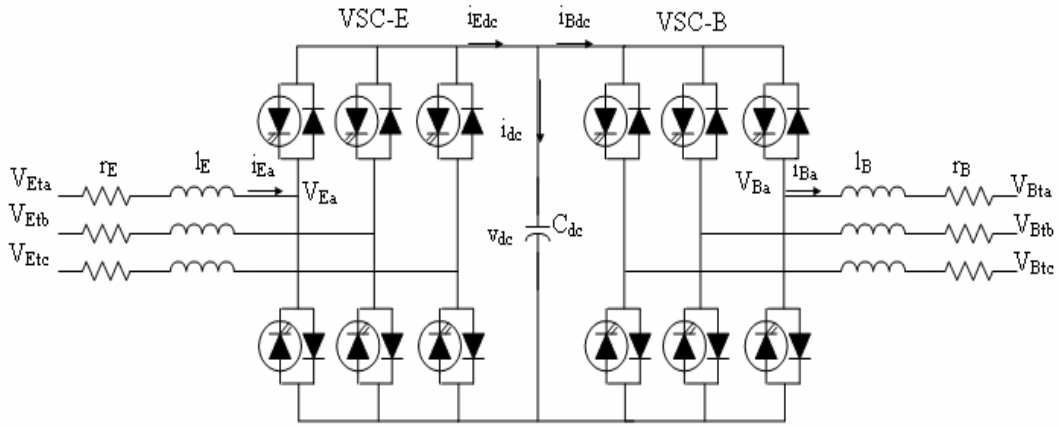 VSC-E
i_Edc
i_Bdc
VSC-B
i_dc
r_E
l_E
i_Ea
V_Eta
V_Ea
V_Etb
V_Etc
v_dc
C_dc
V_Ba
i_Ba
l_B
r_B
V_Bta
V_Btb
V_Btc